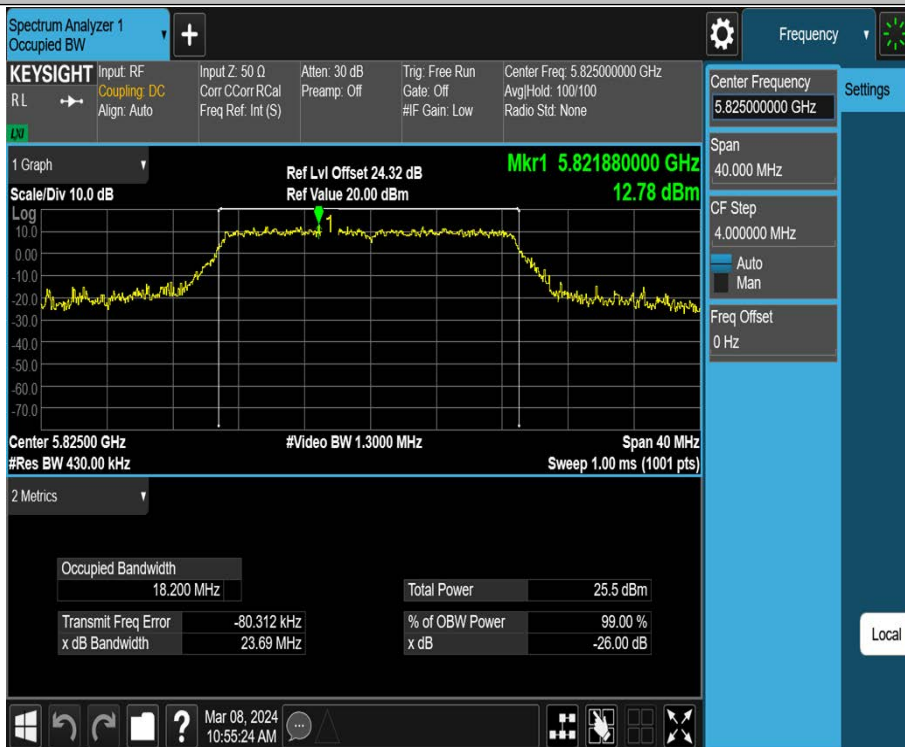 Spectrum Analyzer 1
Occupied BW
+
Frequency
KEYSIGHT
RL
LXI
Input: RF
Coupling: DC
Align: Auto
Input Z: 50 Ω
Corr CCorr RCal
Freq Ref: Int (S)
Atten: 30 dB
Preamp: Off
Trig: Free Run
Gate: Off
#IF Gain: Low
Center Freq: 5.825000000 GHz
Avg|Hold: 100/100
Radio Std: None
Center Frequency
5.825000000 GHz
Settings
Span
40.000 MHz
CF Step
4.000000 MHz
Auto
Man
Freq Offset
0 Hz
Local
1 Graph
Ref Lvl Offset 24.32 dB
Mkr1 5.821880000 GHz
Scale/Div 10.0 dB
Ref Value 20.00 dBm
12.78 dBm
Log
1
10.0
0.00
-10.0
-20.0
-30.0
-40.0
-50.0
-60.0
-70.0
Center 5.82500 GHz
#Video BW 1.3000 MHz
Span 40 MHz
#Res BW 430.00 kHz
Sweep 1.00 ms (1001 pts)
2 Metrics
Occupied Bandwidth
18.200 MHz
Total Power 25.5 dBm
Transmit Freq Error -80.312 kHz
% of OBW Power 99.00 %
x dB Bandwidth 23.69 MHz
x dB -26.00 dB
?
Mar 08, 2024
10:55:24 AM